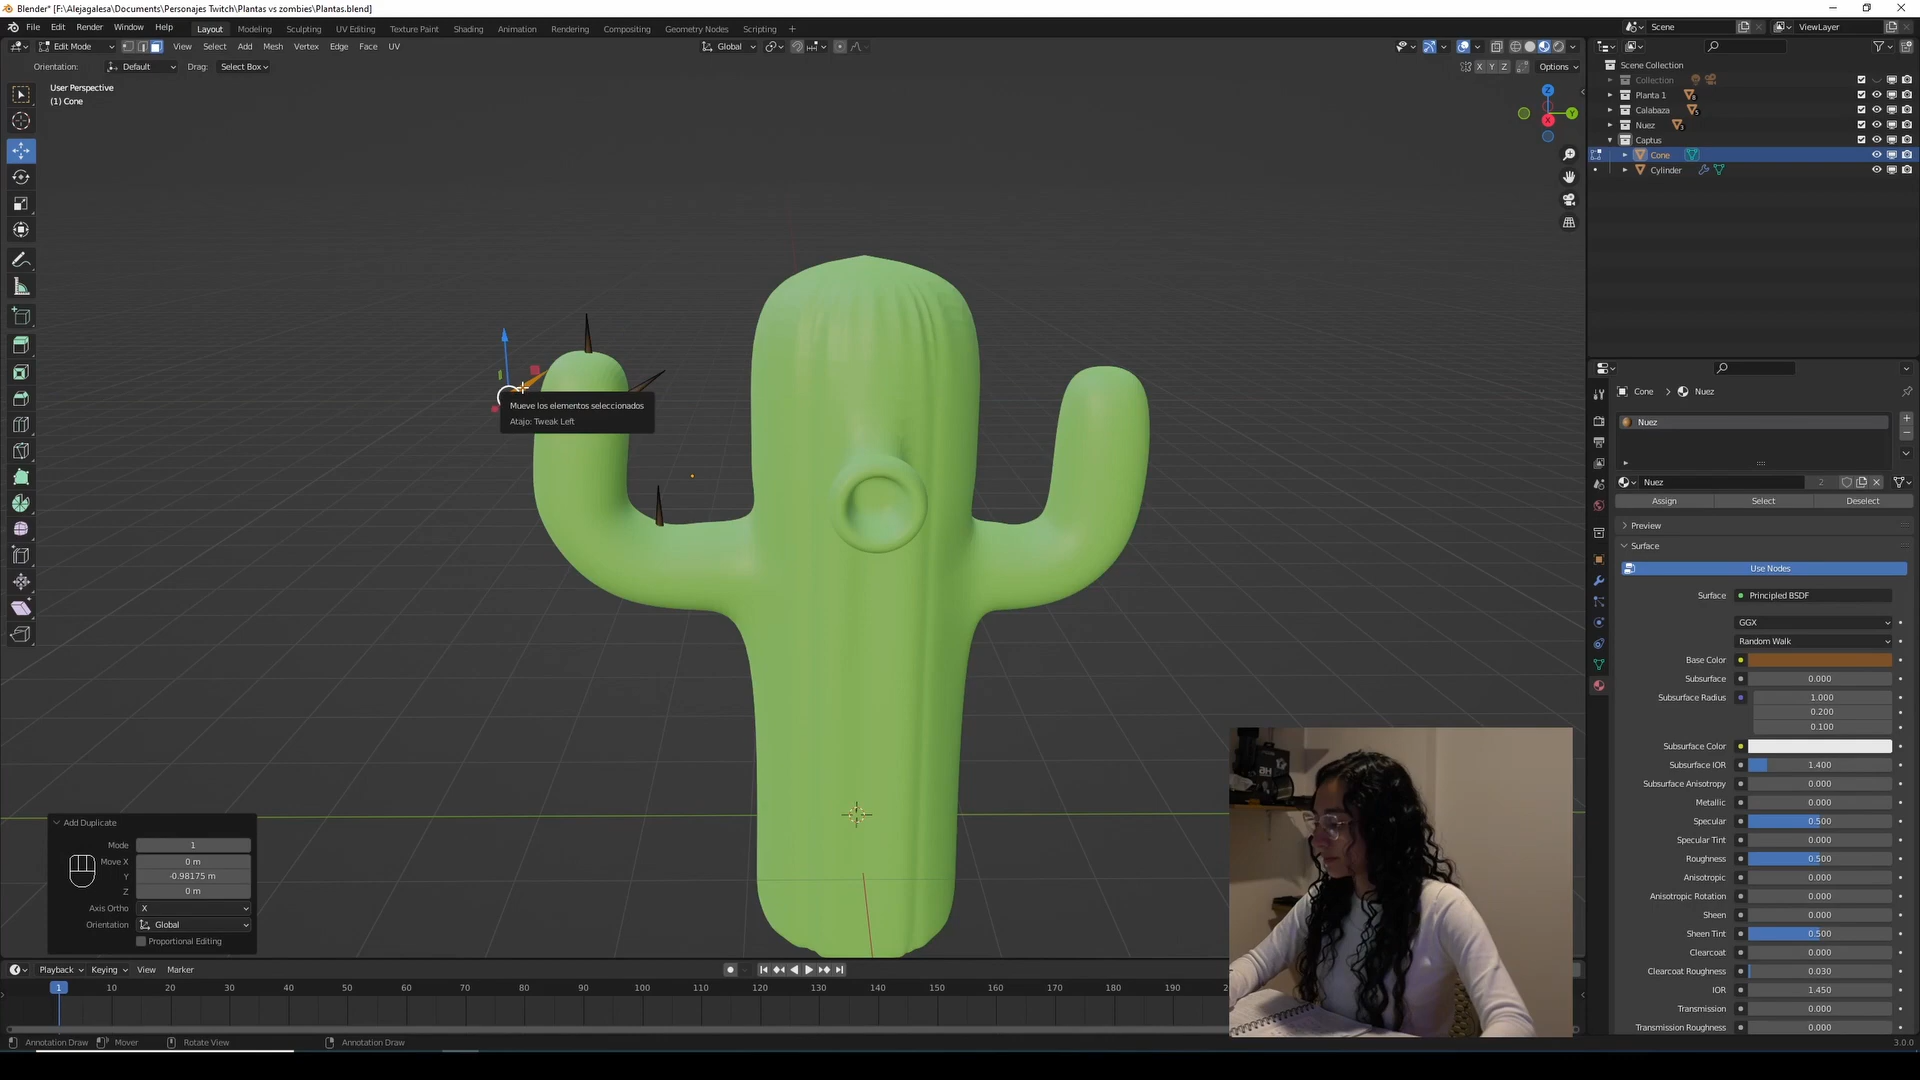 Blender* [F:\Alejagalesa\Documents\Personajes Twitch\Plantas vs zombies\Plantas.blend]
File Edit Render Window Help Layout Modeling Sculpting UV Editing Texture Paint Shading Animation Rendering Compositing Geometry Nodes Scripting +
Scene ViewLayer
Edit Mode View Select Add Mesh Vertex Edge Face UV Global
Orientation: Default Drag: Select Box X Y Z Options
User Perspective
(1) Cone
Z
Y
X
Scene Collection
Collection
Planta 1
Calabaza
Nuez
Captus
Cone
Cylinder
Mueve los elementos seleccionados
Atajo: Tweak Left
Cone > Nuez
Nuez
Nuez 2
Assign Select Deselect
Preview
Surface
Use Nodes
Surface Principled BSDF
GGX
Random Walk
Base Color
Subsurface 0.000
Subsurface Radius 1.000
0.200
0.100
Subsurface Color
Subsurface IOR 1.400
Subsurface Anisotropy 0.000
Metallic 0.000
Specular 0.500
Specular Tint 0.000
Roughness 0.500
Anisotropic 0.000
Anisotropic Rotation 0.000
Sheen 0.000
Sheen Tint 0.500
Clearcoat 0.000
Clearcoat Roughness 0.030
IOR 1.450
Transmission 0.000
Transmission Roughness 0.000
Add Duplicate
Mode 1
Move X 0 m
Y -0.98175 m
Z 0 m
Axis Ortho X
Orientation Global
Proportional Editing
Playback Keying View Marker
1 10 20 30 40 50 60 70 80 90 100 110 120 130 140 150 160 170 180 190
Annotation Draw Mover Rotate View Annotation Draw
3.0.0